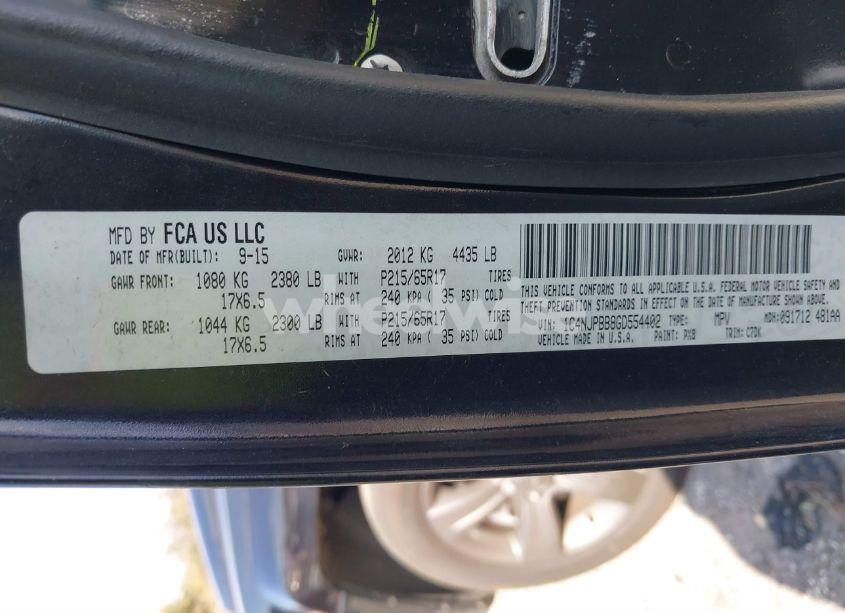 MFD BY FCA US LLC
DATE OF MFR(BUILT): 9-15 GVWR: 2012 KG 4435 LB
GAWR FRONT: 1080 KG 2380 LB WITH P215/65R17 TIRES
17X6.5 RIMS AT 240 KPA ( 35 PSI) COLD
GAWR REAR: 1044 KG 2300 LB WITH P215/65R17 TIRES
17X6.5 RIMS AT 240 KPA ( 35 PSI) COLD
THIS VEHICLE CONFORMS TO ALL APPLICABLE U.S.A. FEDERAL MOTOR VEHICLE SAFETY AND
THEFT PREVENTION STANDARDS IN EFFECT ON THE DATE OF MANUFACTURE SHOWN ABOVE.
VIN: 1C4NJPBB8GD554402 TYPE: MPV MDH: 091712 481AA
VEHICLE MADE IN U.S.A. PAINT: PX8 TRIM: C7DK